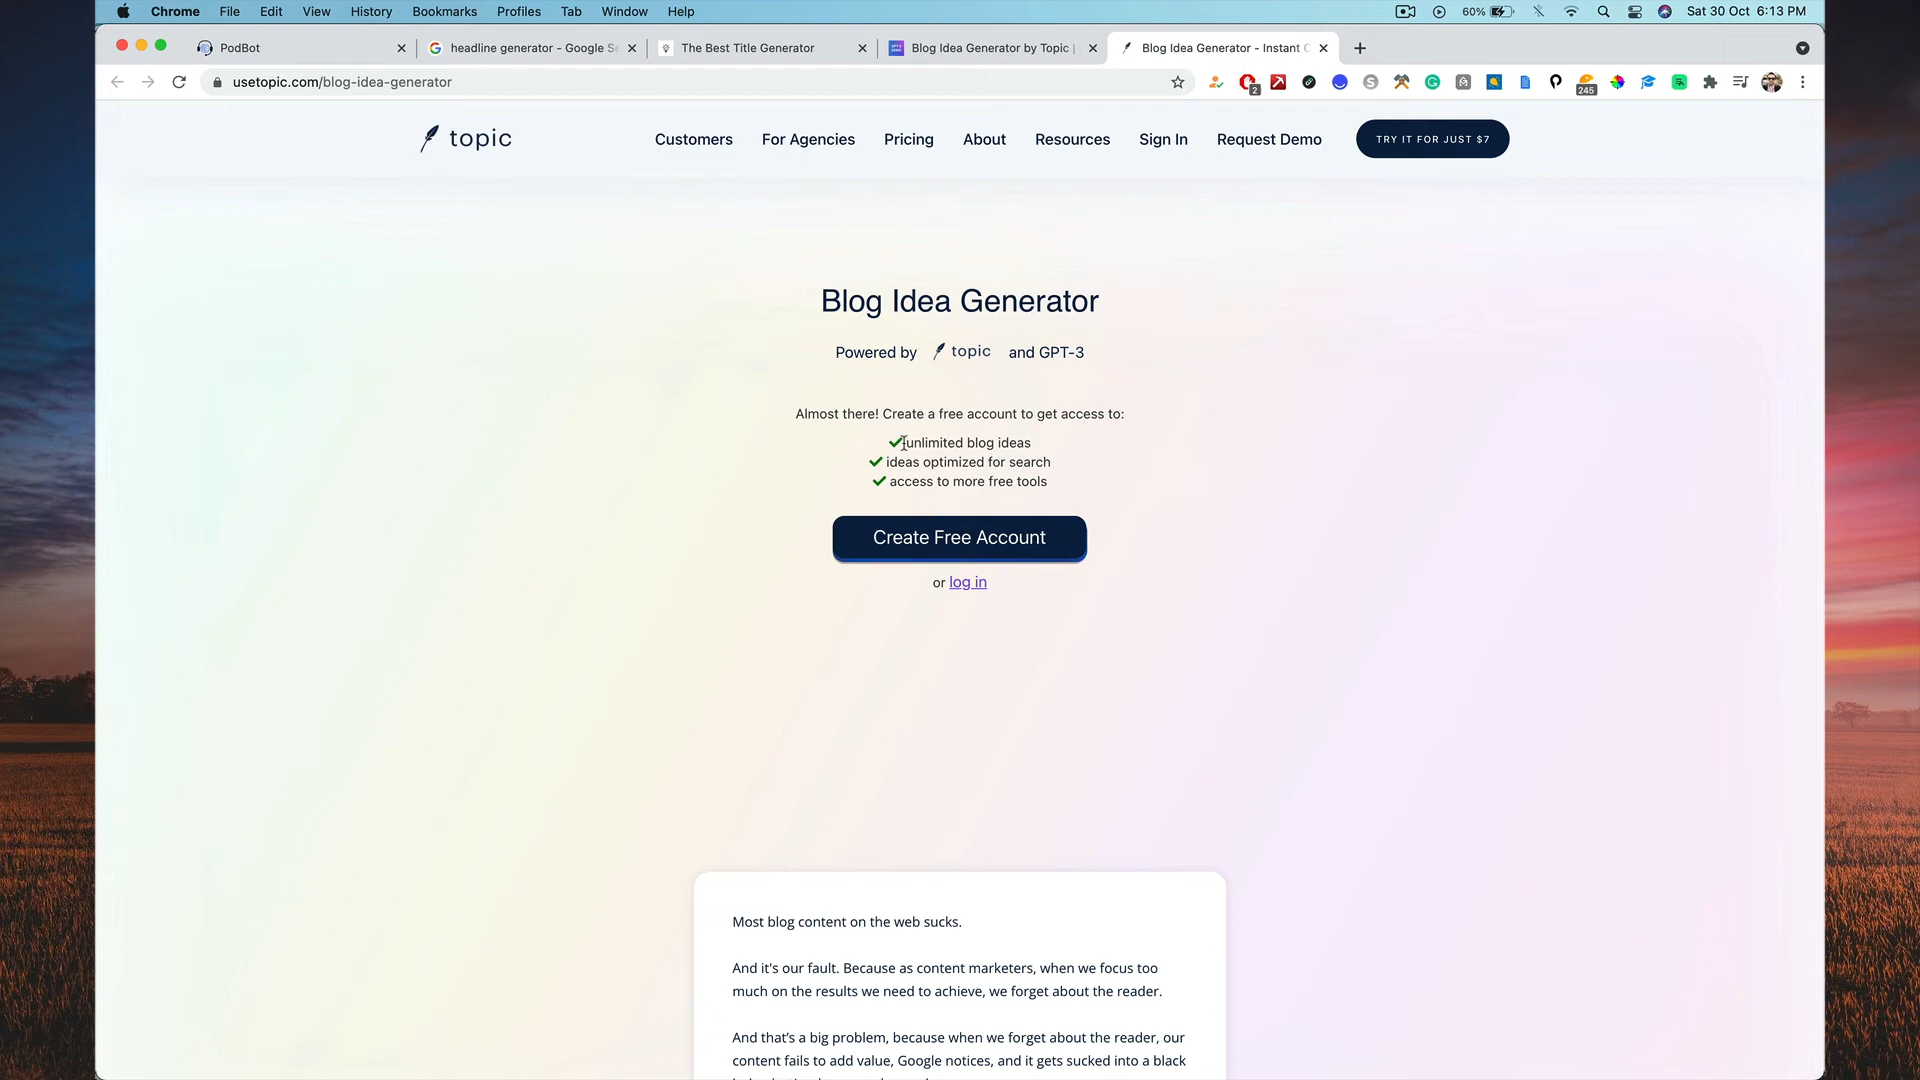 Chrome File Edit View History Bookmarks Profiles Tab Window Help 60% Sat 30 Oct 6:13 PM
PodBot headline generator - Google Se The Best Title Generator Blog Idea Generator by Topic | Blog Idea Generator - Instant C
usetopic.com/blog-idea-generator 2 245
topic Customers For Agencies Pricing About Resources Sign In Request Demo TRY IT FOR JUST $7
Blog Idea Generator
Powered by topic and GPT-3
Almost there! Create a free account to get access to:
unlimited blog ideas
ideas optimized for search
access to more free tools
Create Free Account
or log in
Most blog content on the web sucks.
And it's our fault. Because as content marketers, when we focus too
much on the results we need to achieve, we forget about the reader.
And that's a big problem, because when we forget about the reader, our
content fails to add value, Google notices, and it gets sucked into a black